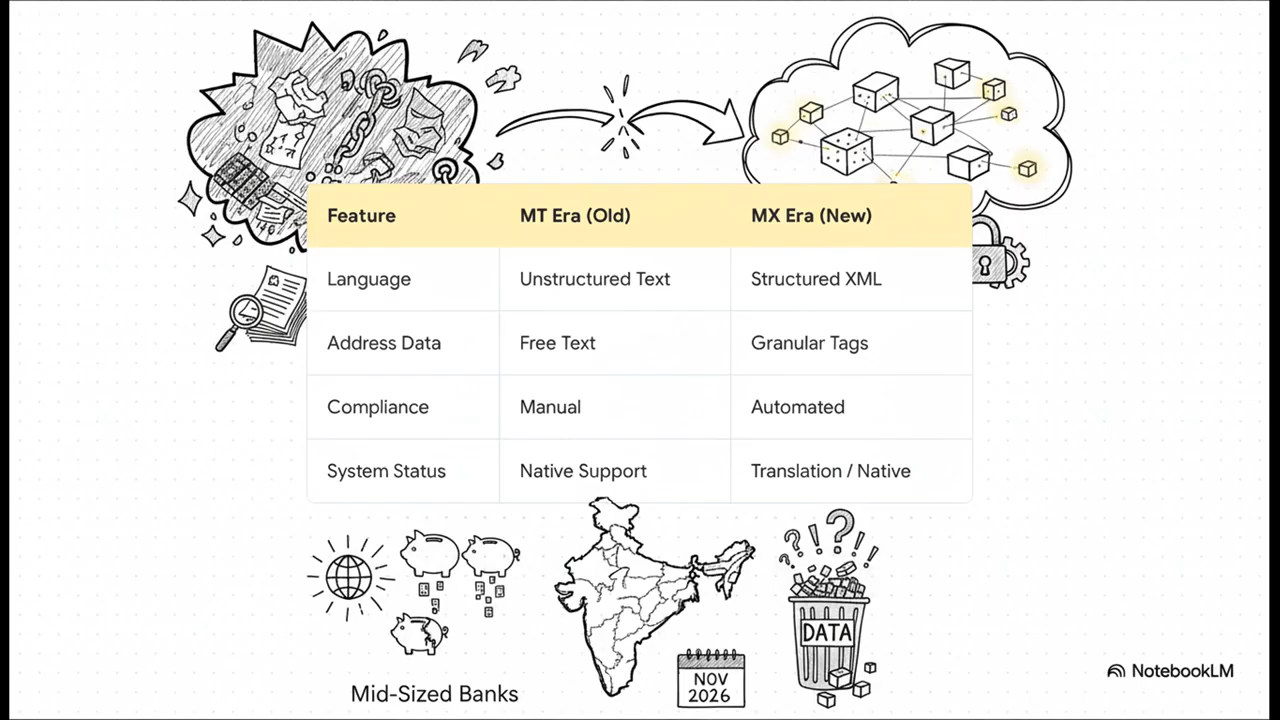 Feature MT Era (Old) MX Era (New)
Language Unstructured Text Structured XML
Address Data Free Text Granular Tags
Compliance Manual Automated
System Status Native Support Translation / Native
DATA
NOV
2026
Mid-Sized Banks
NotebookLM